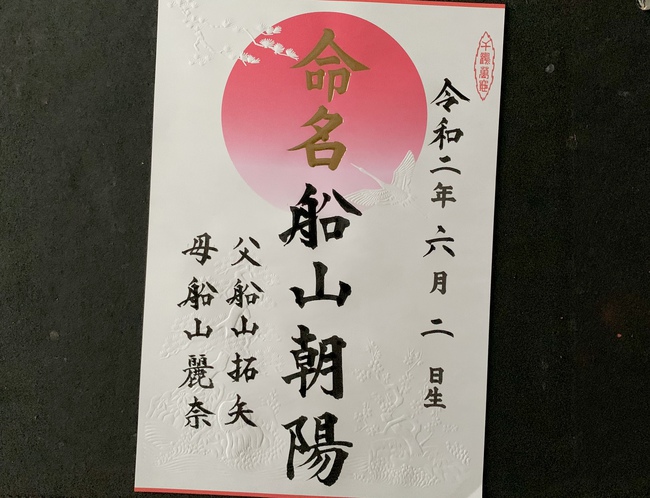 令和二年六月二日生
命名
船山朝陽
父船山拓矢
母船山麗奈